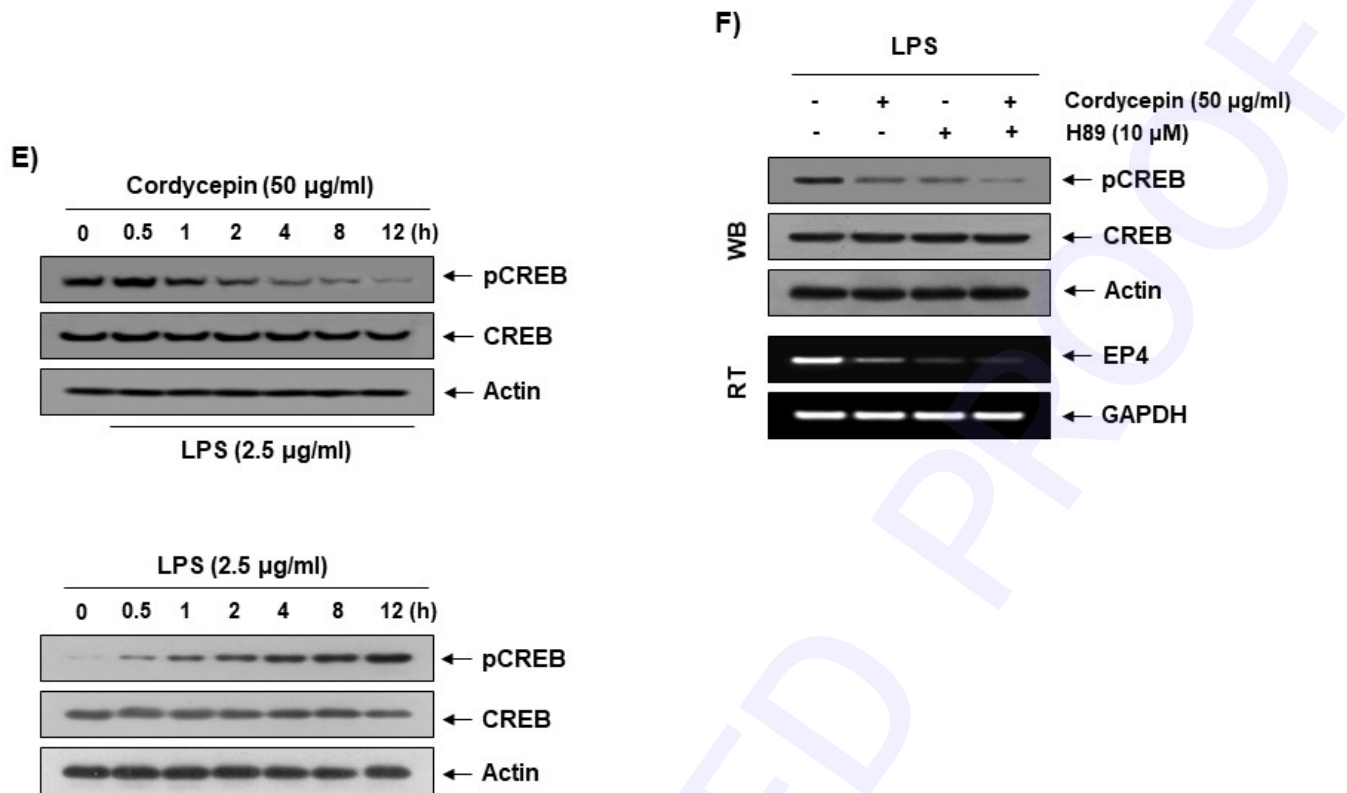 E)
Cordycepin (50 µg/ml)
0 0.5 1 2 4 8 12 (h)
← pCREB
← CREB
← Actin
LPS (2.5 µg/ml)
LPS (2.5 µg/ml)
0 0.5 1 2 4 8 12 (h)
← pCREB
← CREB
← Actin
F)
LPS
- + - + Cordycepin (50 µg/ml)
- - + + H89 (10 µM)
WB
← pCREB
← CREB
← Actin
RT
← EP4
← GAPDH
PROOF